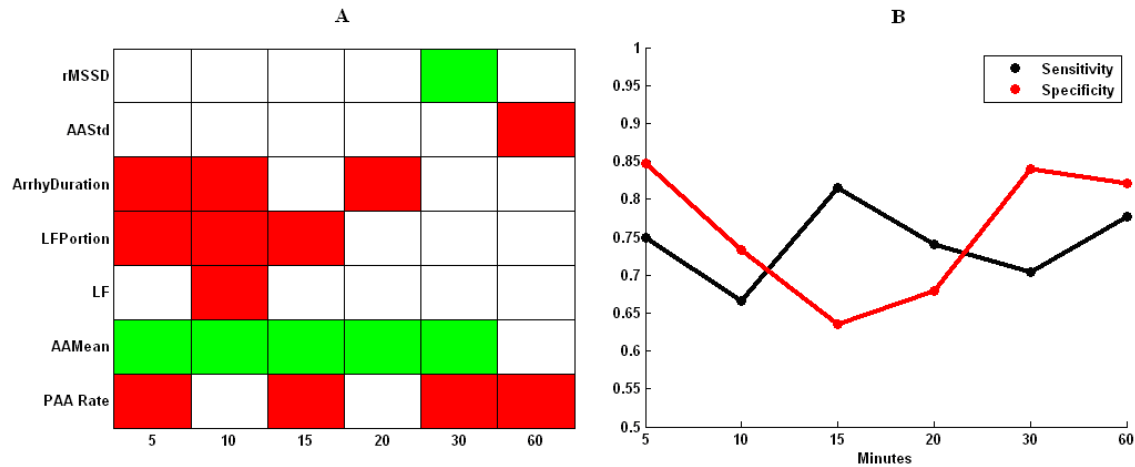 A
rMSSD
AAStd
ArrhyDuration
LFPortion
LF
AAMean
PAA Rate
5 10 15 20 30 60
B
1
0.95
0.9
0.85
0.8
0.75
0.7
0.65
0.6
0.55
0.5
Sensitivity
Specificity
5 10 15 20 30 60
Minutes